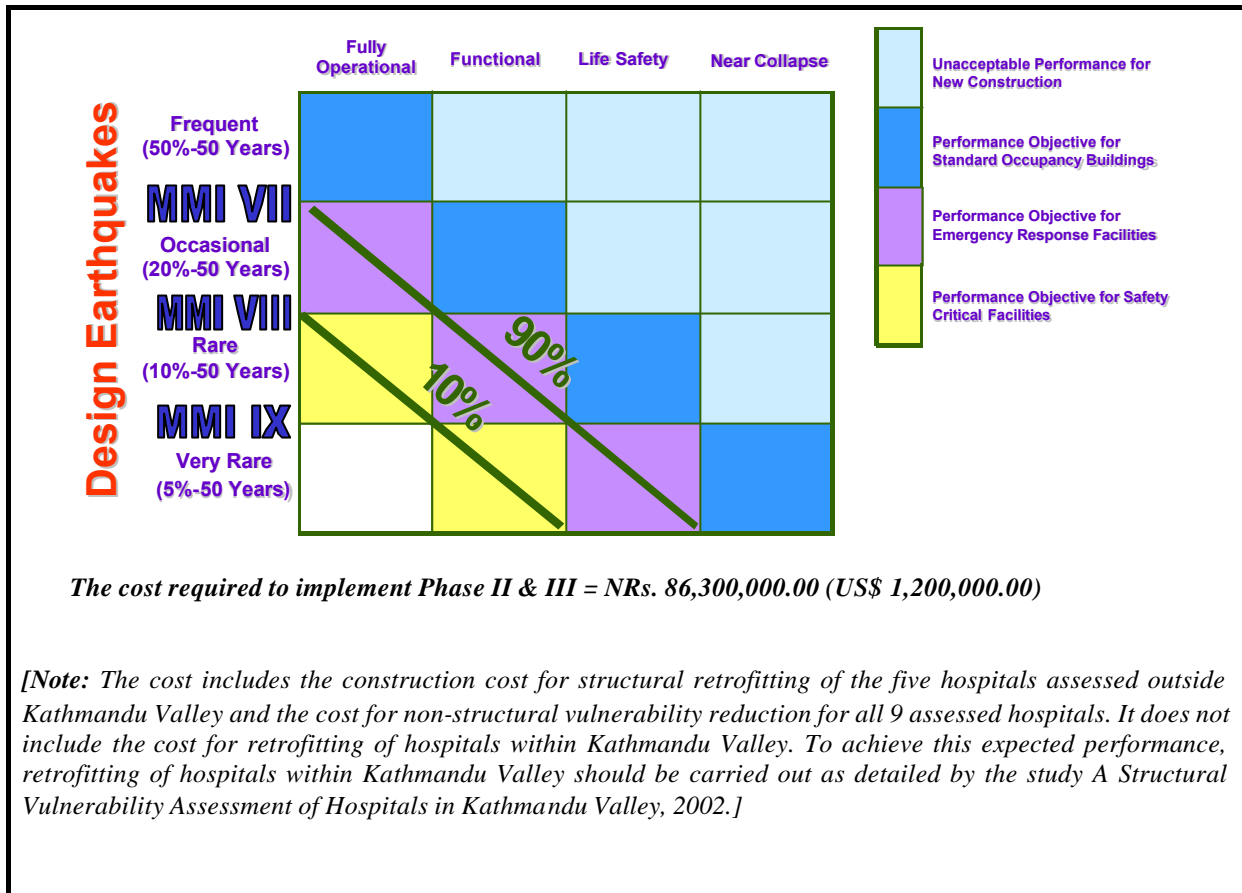 Fully
Operational
Functional
Life Safety
Near Collapse
Design Earthquakes
Frequent
(50%-50 Years)
MMI VII
Occasional
(20%-50 Years)
MMI VIII
Rare
(10%-50 Years)
MMI IX
Very Rare
(5%-50 Years)
90%
10%
Unacceptable Performance for
New Construction
Performance Objective for
Standard Occupancy Buildings
Performance Objective for
Emergency Response Facilities
Performance Objective for Safety
Critical Facilities
The cost required to implement Phase II & III = NRs. 86,300,000.00 (US$ 1,200,000.00)
[Note: The cost includes the construction cost for structural retrofitting of the five hospitals assessed outside
Kathmandu Valley and the cost for non-structural vulnerability reduction for all 9 assessed hospitals. It does not
include the cost for retrofitting of hospitals within Kathmandu Valley. To achieve this expected performance,
retrofitting of hospitals within Kathmandu Valley should be carried out as detailed by the study A Structural
Vulnerability Assessment of Hospitals in Kathmandu Valley, 2002.]